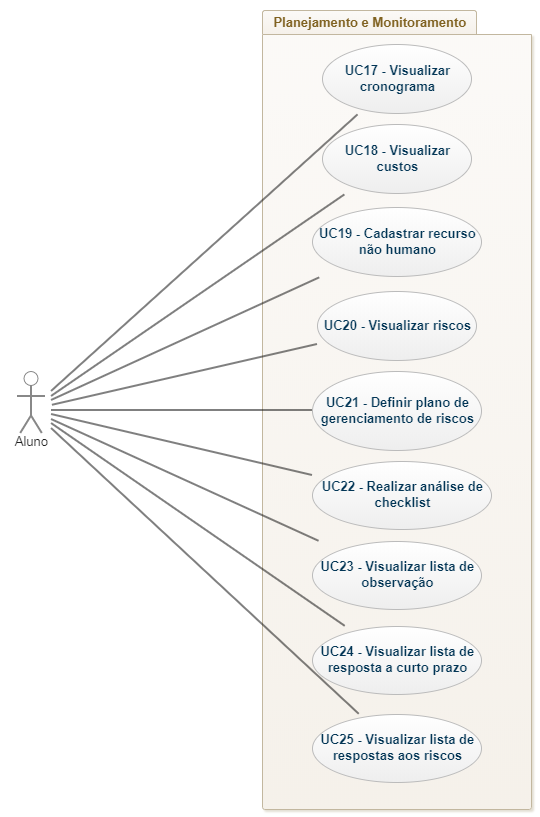 Planejamento e Monitoramento
UC17 - Visualizar
cronograma
UC18 - Visualizar
custos
UC19 - Cadastrar recurso
não humano
UC20 - Visualizar riscos
UC21 - Definir plano de
gerenciamento de riscos
Aluno
UC22 - Realizar análise de
checklist
UC23 - Visualizar lista de
observação
UC24 - Visualizar lista de
resposta a curto prazo
UC25 - Visualizar lista de
respostas aos riscos